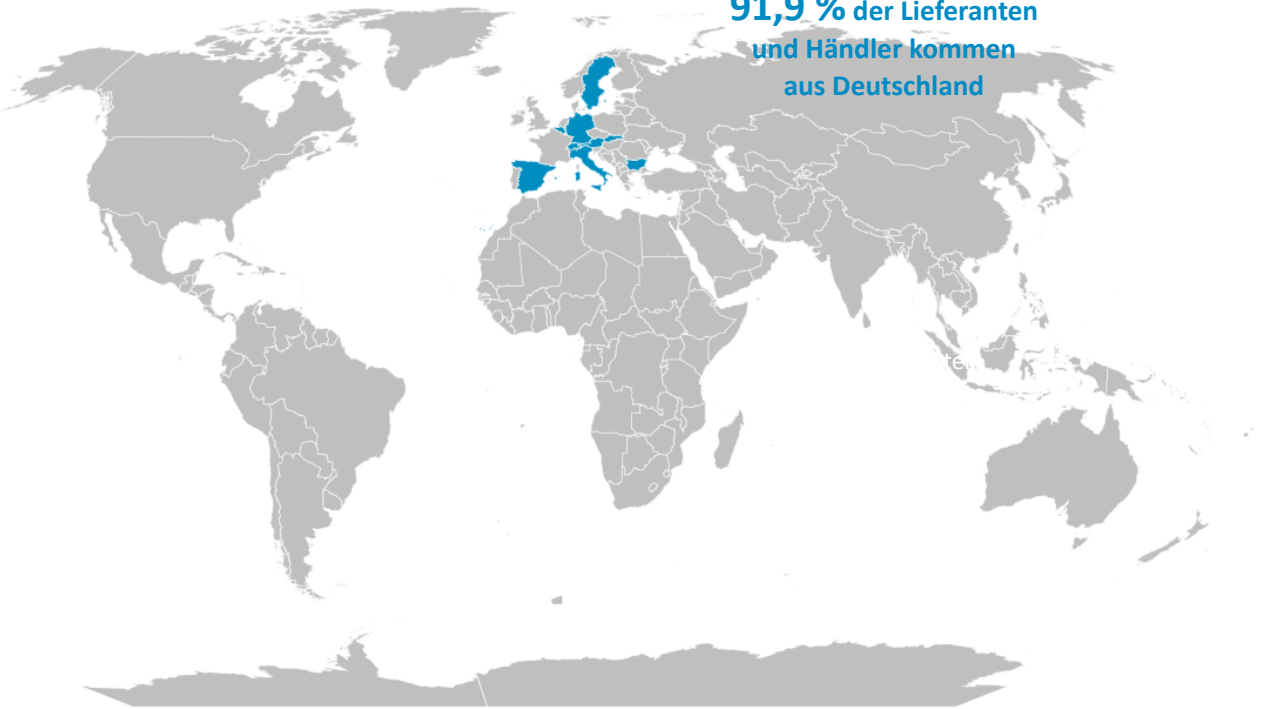 91,9 % der Lieferanten
und Händler kommen
aus Deutschland